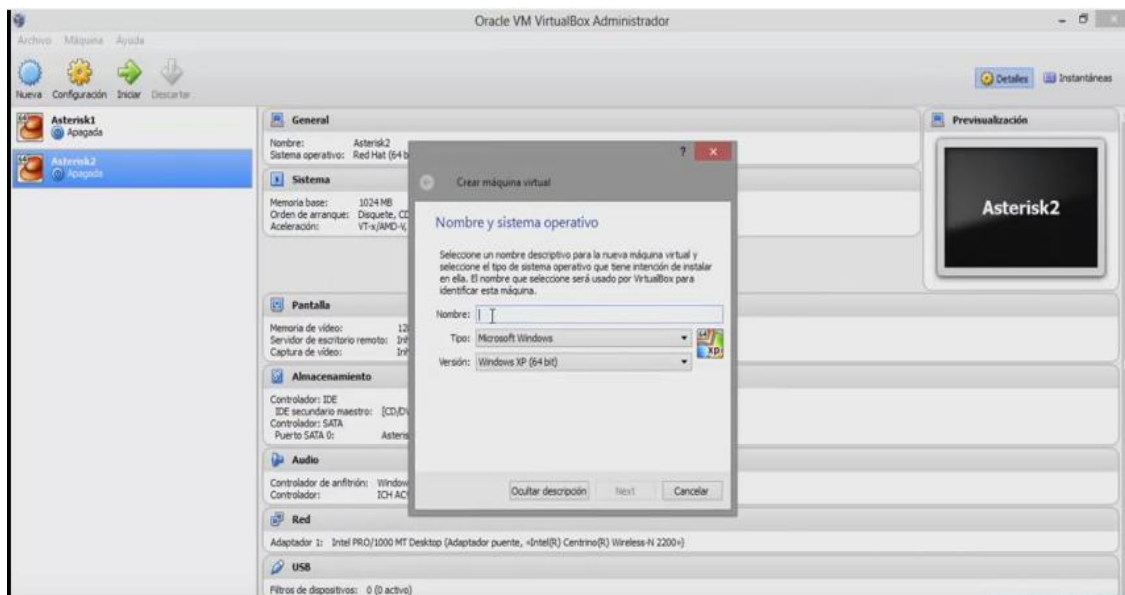 Oracle VM VirtualBox Administrador
Archivo Máquina Ayuda
Nueva Configuración Iniciar Descartar
Detalles Instantáneas
Asterisk1
Apagada
Asterisk2
Apagada
General
Nombre: Asterisk2
Sistema operativo: Red Hat (64 b
Sistema
Memoria base: 1024 MB
Orden de arranque: Disquete, CD
Aceleración: VT-x/AMD-V,
Pantalla
Memoria de vídeo: 12
Servidor de escritorio remoto: Inh
Captura de vídeo: Inh
Almacenamiento
Controlador: IDE
IDE secundario maestro: [CD/DV
Controlador: SATA
Puerto SATA 0: Asteris
Audio
Controlador de anfitrión: Window
Controlador: ICH AC
Red
Adaptador 1: Intel PRO/1000 MT Desktop (Adaptador puente, «Intel(R) Centrino(R) Wireless-N 2200»)
USB
Filtros de dispositivos: 0 (0 activo)
Previsualización
Asterisk2
? ×
Crear máquina virtual
Nombre y sistema operativo
Seleccione un nombre descriptivo para la nueva máquina virtual y
seleccione el tipo de sistema operativo que tiene intención de instalar
en ella. El nombre que seleccione será usado por VirtualBox para
identificar esta máquina.
Nombre:
Tipo: Microsoft Windows
64
XP
Versión: Windows XP (64 bit)
Ocultar descripción Next Cancelar